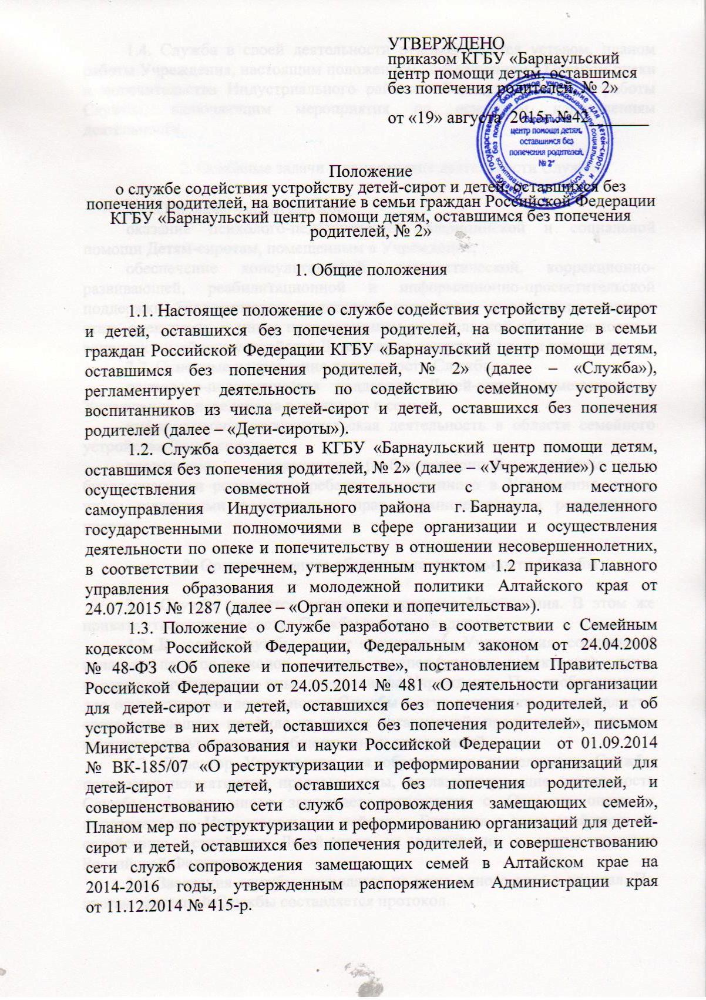 УТВЕРЖДЕНО
приказом КГБУ «Барнаульский
центр помощи детям, оставшимся
без попечения родителей, № 2»
от «19» августа 2015г.№42_______
"Барнаульский
центр помощи детям,
оставшимся без
попечения родителей,
№ 2"
Положение
о службе содействия устройству детей-сирот и детей, оставшихся без
попечения родителей, на воспитание в семьи граждан Российской Федерации
КГБУ «Барнаульский центр помощи детям, оставшимся без попечения
родителей, № 2»
1. Общие положения
1.1. Настоящее положение о службе содействия устройству детей-сирот
и детей, оставшихся без попечения родителей, на воспитание в семьи
граждан Российской Федерации КГБУ «Барнаульский центр помощи детям,
оставшимся без попечения родителей, № 2» (далее – «Служба»),
регламентирует деятельность по содействию семейному устройству
воспитанников из числа детей-сирот и детей, оставшихся без попечения
родителей (далее – «Дети-сироты»).
1.2. Служба создается в КГБУ «Барнаульский центр помощи детям,
оставшимся без попечения родителей, № 2» (далее – «Учреждение») с целью
осуществления совместной деятельности с органом местного
самоуправления Индустриального района г. Барнаула, наделенного
государственными полномочиями в сфере организации и осуществления
деятельности по опеке и попечительству в отношении несовершеннолетних,
в соответствии с перечнем, утвержденным пунктом 1.2 приказа Главного
управления образования и молодежной политики Алтайского края от
24.07.2015 № 1287 (далее – «Орган опеки и попечительства»).
1.3. Положение о Службе разработано в соответствии с Семейным
кодексом Российской Федерации, Федеральным законом от 24.04.2008
№ 48-ФЗ «Об опеке и попечительстве», постановлением Правительства
Российской Федерации от 24.05.2014 № 481 «О деятельности организации
для детей-сирот и детей, оставшихся без попечения родителей, и об
устройстве в них детей, оставшихся без попечения родителей», письмом
Министерства образования и науки Российской Федерации от 01.09.2014
№ ВК-185/07 «О реструктуризации и реформировании организаций для
детей-сирот и детей, оставшихся без попечения родителей, и
совершенствованию сети служб сопровождения замещающих семей»,
Планом мер по реструктуризации и реформированию организаций для детей-
сирот и детей, оставшихся без попечения родителей, и совершенствованию
сети служб сопровождения замещающих семей в Алтайском крае на
2014-2016 годы, утвержденным распоряжением Администрации края
от 11.12.2014 № 415-р.